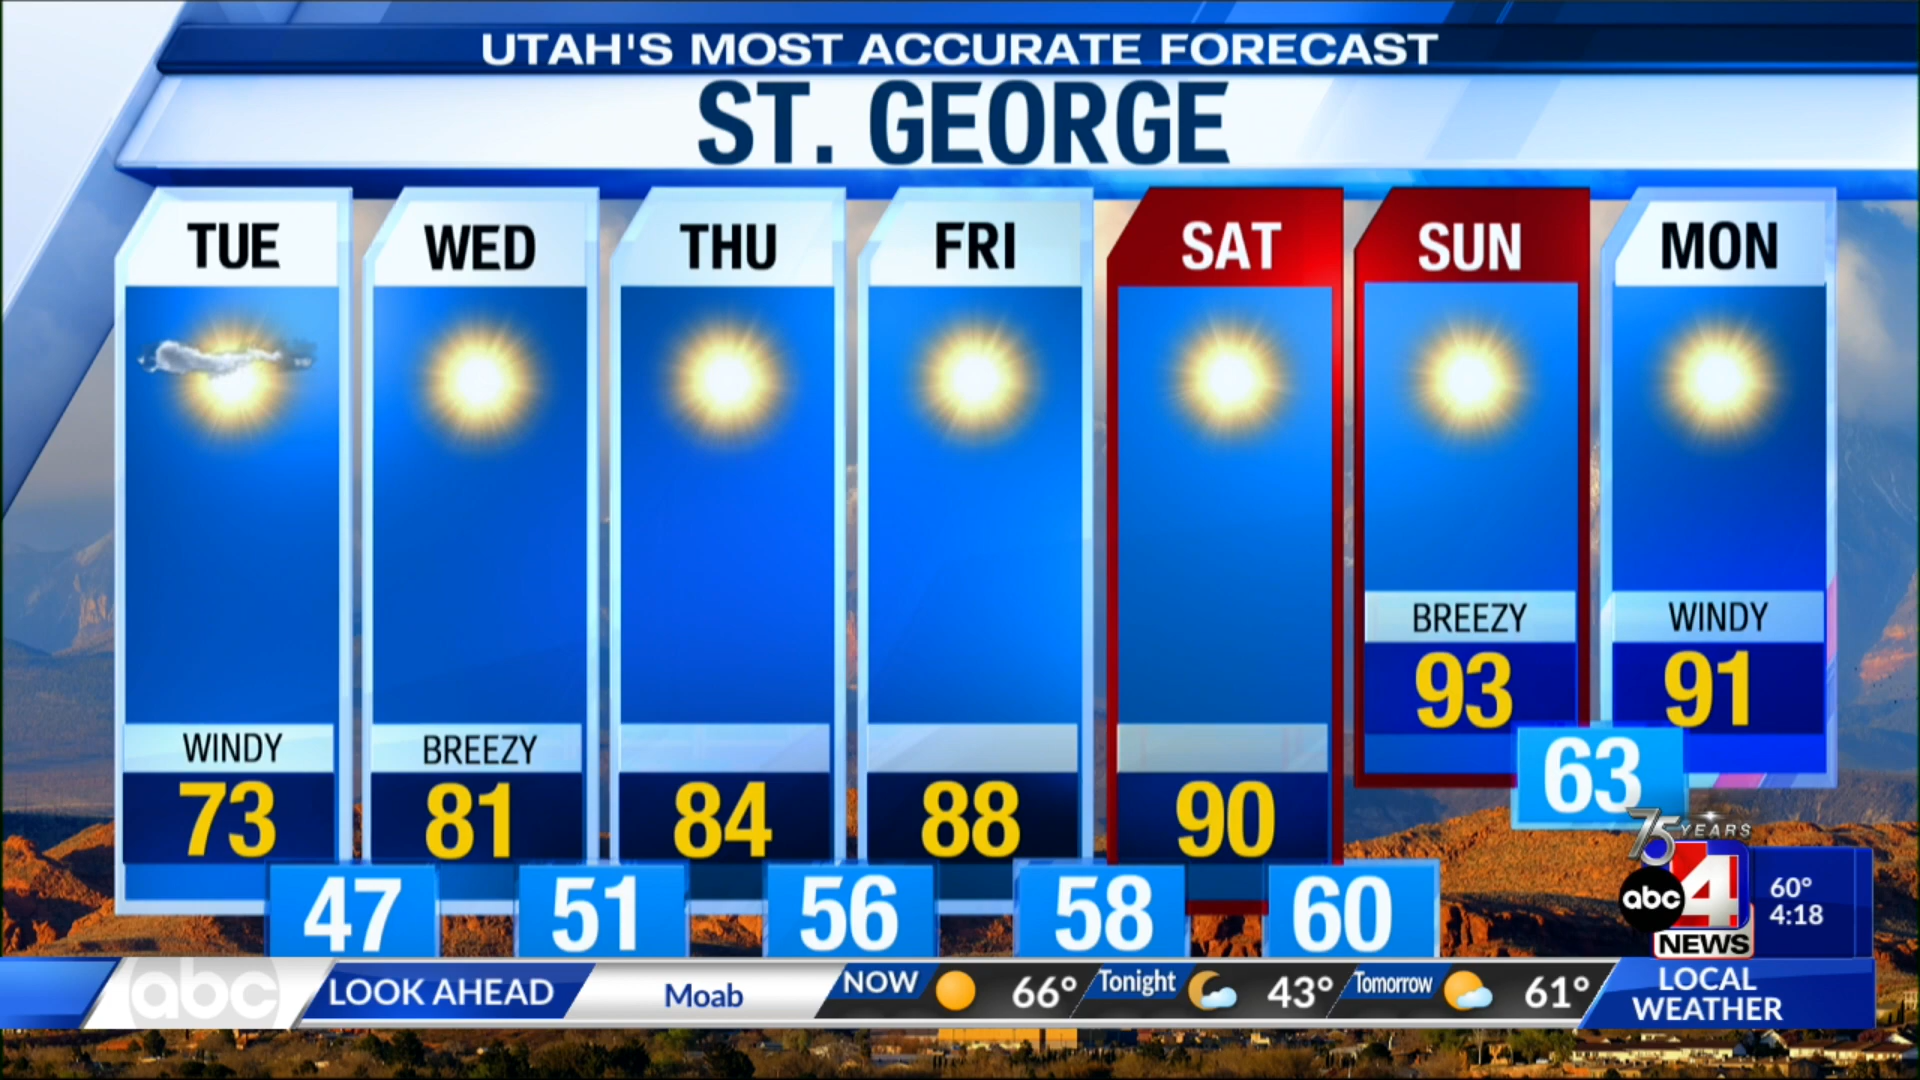 UTAH'S MOST ACCURATE FORECAST
ST. GEORGE
TUE WED THU FRI SAT SUN MON
BREEZY WINDY
93 91
WINDY BREEZY
63
73 81 84 88 90
75 YEARS
47 51 56 58 60
abc 4
NEWS
60°
4:18
abc LOOK AHEAD Moab NOW 66° Tonight 43° Tomorrow 61°
LOCAL
WEATHER